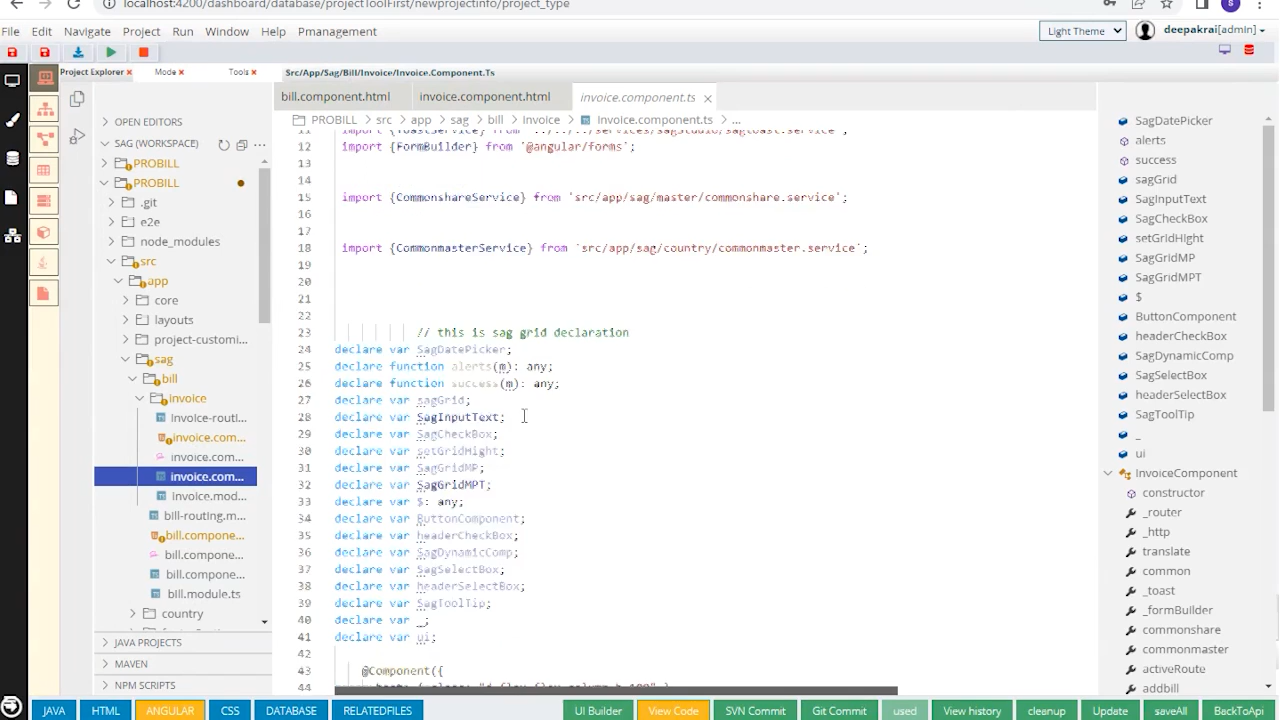 200/dashboard/database/projectToolFirst/newprojectinfo/project_type
File Edit Navigate Project Run Window Help Pmanagement
Light Theme
deepakrai[admin]
Project Explorer × Mode × Tools ×
Src/App/Sag/Bill/Invoice/Invoice.Component.Ts
bill.component.html
invoice.component.html
invoice.component.ts
OPEN EDITORS
SAG (WORKSPACE)
PROBILL
PROBILL
.git
e2e
node_modules
src
app
core
layouts
project-customi...
sag
bill
invoice
invoice-routi...
invoice.com...
invoice.com...
invoice.com...
invoice.mod...
bill-routing.m...
bill.compone...
bill.compone...
bill.compone...
bill.module.ts
country
JAVA PROJECTS
MAVEN
NPM SCRIPTS
PROBILL > src > app > sag > bill > invoice > invoice.component.ts > ...
11 import {ToastService} from '../../../services/sagStudio/sagtoast.service';
12 import {FormBuilder} from '@angular/forms';
13
14
15 import {CommonshareService} from 'src/app/sag/master/commonshare.service';
16
17
18 import {CommonmasterService} from 'src/app/sag/country/commonmaster.service';
19
20
21
22
23 // this is sag grid declaration
24 declare var SagDatePicker;
25 declare function alerts(m): any;
26 declare function success(m): any;
27 declare var sagGrid;
28 declare var SagInputText;
29 declare var SagCheckBox;
30 declare var setGridHight;
31 declare var SagGridMP;
32 declare var SagGridMPT;
33 declare var $: any;
34 declare var ButtonComponent;
35 declare var headerCheckBox;
36 declare var SagDynamicComp;
37 declare var SagSelectBox;
38 declare var headerSelectBox;
39 declare var SagToolTip;
40 declare var _;
41 declare var ui;
42
43 @Component({
44
SagDatePicker
alerts
success
sagGrid
SagInputText
SagCheckBox
setGridHight
SagGridMP
SagGridMPT
$
ButtonComponent
headerCheckBox
SagDynamicComp
SagSelectBox
headerSelectBox
SagToolTip
_
ui
InvoiceComponent
constructor
_router
_http
translate
common
_toast
_formBuilder
commonshare
commonmaster
activeRoute
addbill
JAVA HTML ANGULAR CSS DATABASE RELATEDFILES UI Builder View Code SVN Commit Git Commit used View history cleanup Update saveAll BackToApi